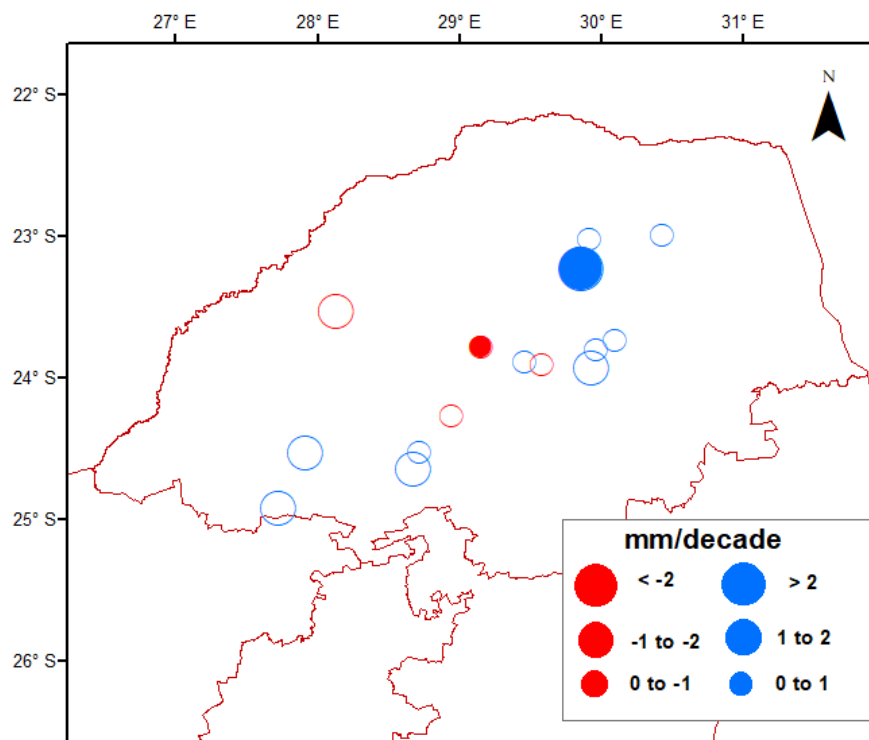 27° E 28° E 29° E 30° E 31° E
N
22° S
23° S
24° S
25° S
26° S
mm/decade
< -2 > 2
-1 to -2 1 to 2
0 to -1 0 to 1